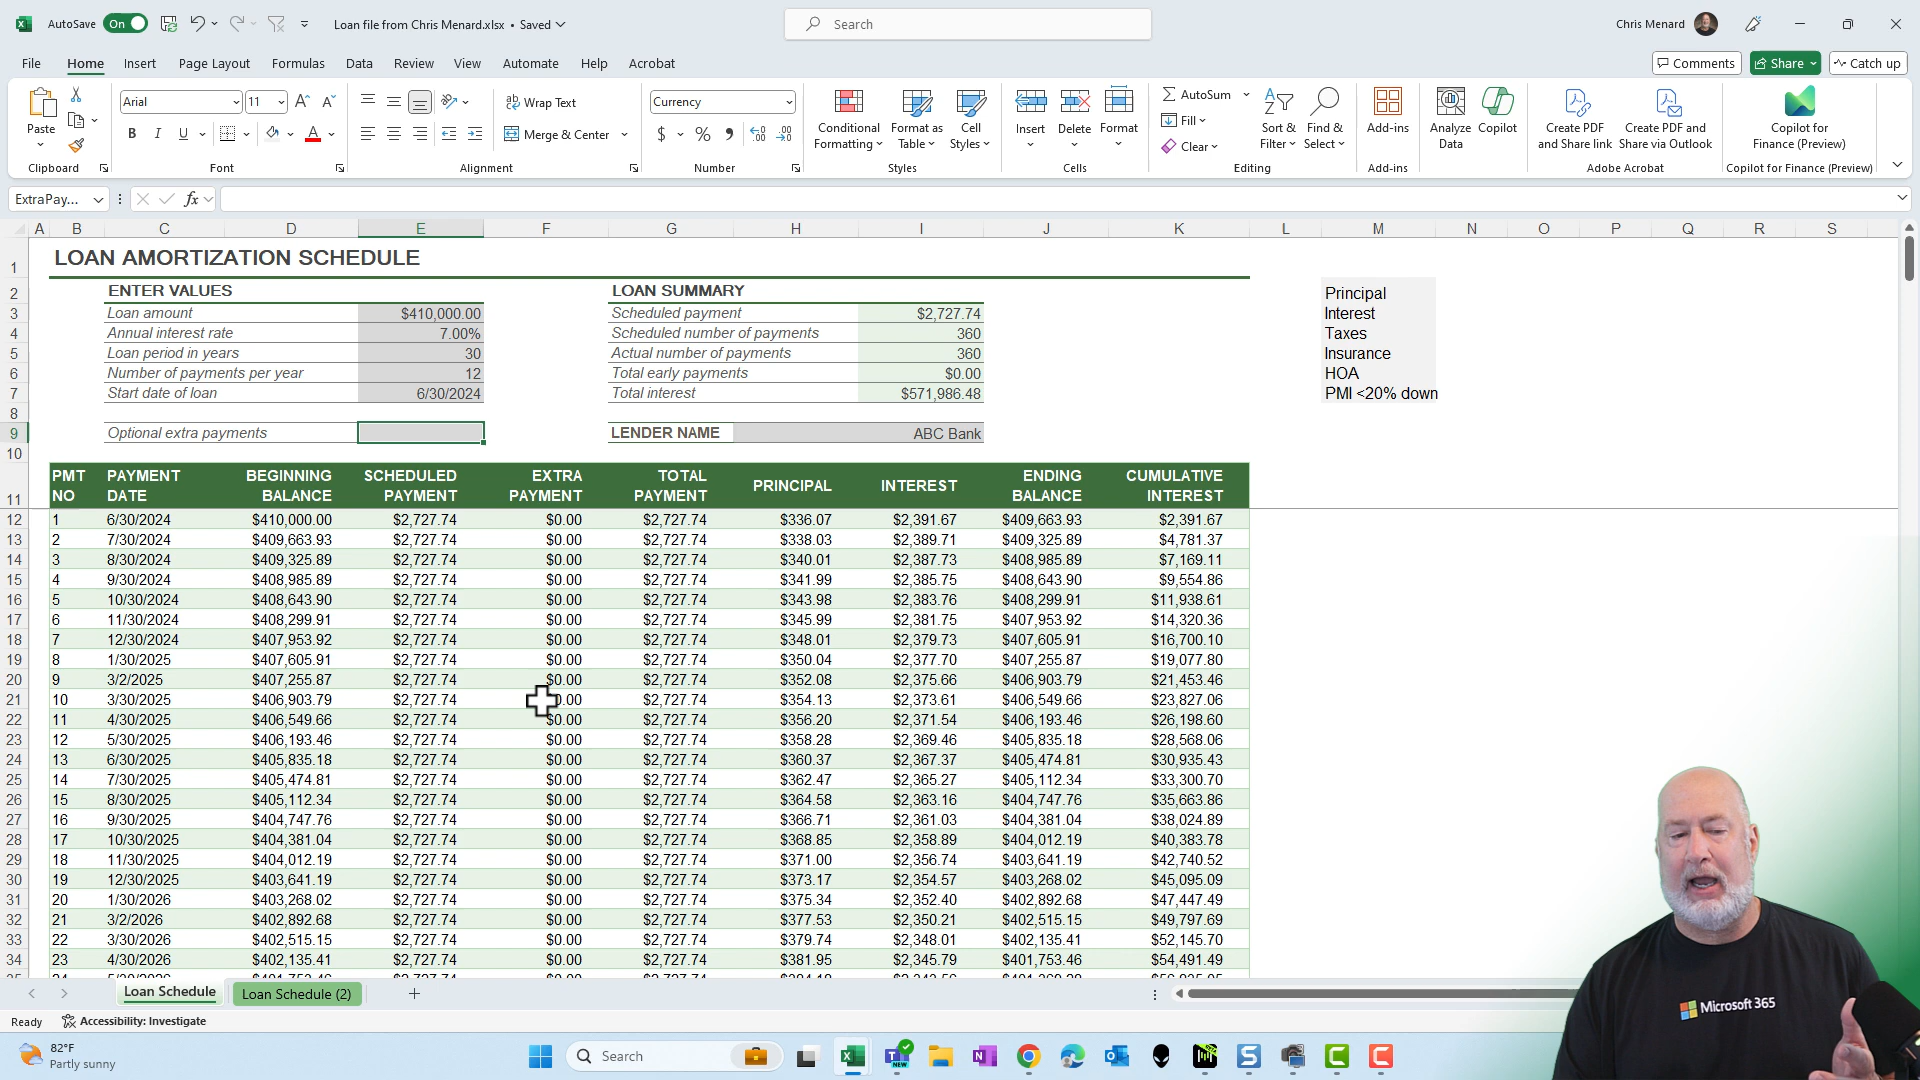 AutoSave On Loan file from Chris Menard.xlsx • Saved Search Chris Menard
File Home Insert Page Layout Formulas Data Review View Automate Help Acrobat Comments Share Catch up
Arial 11 Wrap Text Currency AutoSum
Paste Conditional Formatting Format as Table Cell Styles Insert Delete Format Fill Sort & Filter Find & Select Add-ins Analyze Data Copilot Create PDF and Share link Create PDF and Share via Outlook Copilot for Finance (Preview)
B I U Merge & Center $ % Clear
Clipboard Font Alignment Number Styles Cells Editing Add-ins Adobe Acrobat Copilot for Finance (Preview)
ExtraPay... fx
A B C D E F G H I J K L M N O P Q R S
1 LOAN AMORTIZATION SCHEDULE
2 ENTER VALUES LOAN SUMMARY Principal
3 Loan amount $410,000.00 Scheduled payment $2,727.74 Interest
4 Annual interest rate 7.00% Scheduled number of payments 360 Taxes
5 Loan period in years 30 Actual number of payments 360 Insurance
6 Number of payments per year 12 Total early payments $0.00 HOA
7 Start date of loan 6/30/2024 Total interest $571,986.48 PMI <20% down
8
9 Optional extra payments LENDER NAME ABC Bank
10
11 PMT NO PAYMENT DATE BEGINNING BALANCE SCHEDULED PAYMENT EXTRA PAYMENT TOTAL PAYMENT PRINCIPAL INTEREST ENDING BALANCE CUMULATIVE INTEREST
12 1 6/30/2024 $410,000.00 $2,727.74 $0.00 $2,727.74 $336.07 $2,391.67 $409,663.93 $2,391.67
13 2 7/30/2024 $409,663.93 $2,727.74 $0.00 $2,727.74 $338.03 $2,389.71 $409,325.89 $4,781.37
14 3 8/30/2024 $409,325.89 $2,727.74 $0.00 $2,727.74 $340.01 $2,387.73 $408,985.89 $7,169.11
15 4 9/30/2024 $408,985.89 $2,727.74 $0.00 $2,727.74 $341.99 $2,385.75 $408,643.90 $9,554.86
16 5 10/30/2024 $408,643.90 $2,727.74 $0.00 $2,727.74 $343.98 $2,383.76 $408,299.91 $11,938.61
17 6 11/30/2024 $408,299.91 $2,727.74 $0.00 $2,727.74 $345.99 $2,381.75 $407,953.92 $14,320.36
18 7 12/30/2024 $407,953.92 $2,727.74 $0.00 $2,727.74 $348.01 $2,379.73 $407,605.91 $16,700.10
19 8 1/30/2025 $407,605.91 $2,727.74 $0.00 $2,727.74 $350.04 $2,377.70 $407,255.87 $19,077.80
20 9 3/2/2025 $407,255.87 $2,727.74 $0.00 $2,727.74 $352.08 $2,375.66 $406,903.79 $21,453.46
21 10 3/30/2025 $406,903.79 $2,727.74 0.00 $2,727.74 $354.13 $2,373.61 $406,549.66 $23,827.06
22 11 4/30/2025 $406,549.66 $2,727.74 $0.00 $2,727.74 $356.20 $2,371.54 $406,193.46 $26,198.60
23 12 5/30/2025 $406,193.46 $2,727.74 $0.00 $2,727.74 $358.28 $2,369.46 $405,835.18 $28,568.06
24 13 6/30/2025 $405,835.18 $2,727.74 $0.00 $2,727.74 $360.37 $2,367.37 $405,474.81 $30,935.43
25 14 7/30/2025 $405,474.81 $2,727.74 $0.00 $2,727.74 $362.47 $2,365.27 $405,112.34 $33,300.70
26 15 8/30/2025 $405,112.34 $2,727.74 $0.00 $2,727.74 $364.58 $2,363.16 $404,747.76 $35,663.86
27 16 9/30/2025 $404,747.76 $2,727.74 $0.00 $2,727.74 $366.71 $2,361.03 $404,381.04 $38,024.89
28 17 10/30/2025 $404,381.04 $2,727.74 $0.00 $2,727.74 $368.85 $2,358.89 $404,012.19 $40,383.78
29 18 11/30/2025 $404,012.19 $2,727.74 $0.00 $2,727.74 $371.00 $2,356.74 $403,641.19 $42,740.52
30 19 12/30/2025 $403,641.19 $2,727.74 $0.00 $2,727.74 $373.17 $2,354.57 $403,268.02 $45,095.09
31 20 1/30/2026 $403,268.02 $2,727.74 $0.00 $2,727.74 $375.34 $2,352.40 $402,892.68 $47,447.49
32 21 3/2/2026 $402,892.68 $2,727.74 $0.00 $2,727.74 $377.53 $2,350.21 $402,515.15 $49,797.69
33 22 3/30/2026 $402,515.15 $2,727.74 $0.00 $2,727.74 $379.74 $2,348.01 $402,135.41 $52,145.70
34 23 4/30/2026 $402,135.41 $2,727.74 $0.00 $2,727.74 $381.95 $2,345.79 $401,753.46 $54,491.49
Loan Schedule Loan Schedule (2)
Microsoft 365
Ready Accessibility: Investigate
82°F
Partly sunny
Search
NEW